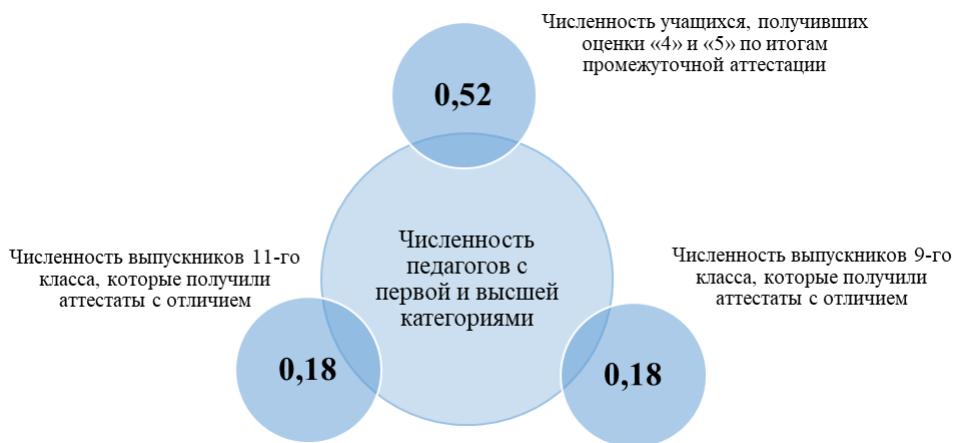 Численность учащихся, получивших
оценки «4» и «5» по итогам
промежуточной аттестации
0,52
Численность
педагогов с
первой и высшей
категориями
Численность выпускников 11-го
класса, которые получили
аттестаты с отличием
0,18
Численность выпускников 9-го
класса, которые получили
аттестаты с отличием
0,18